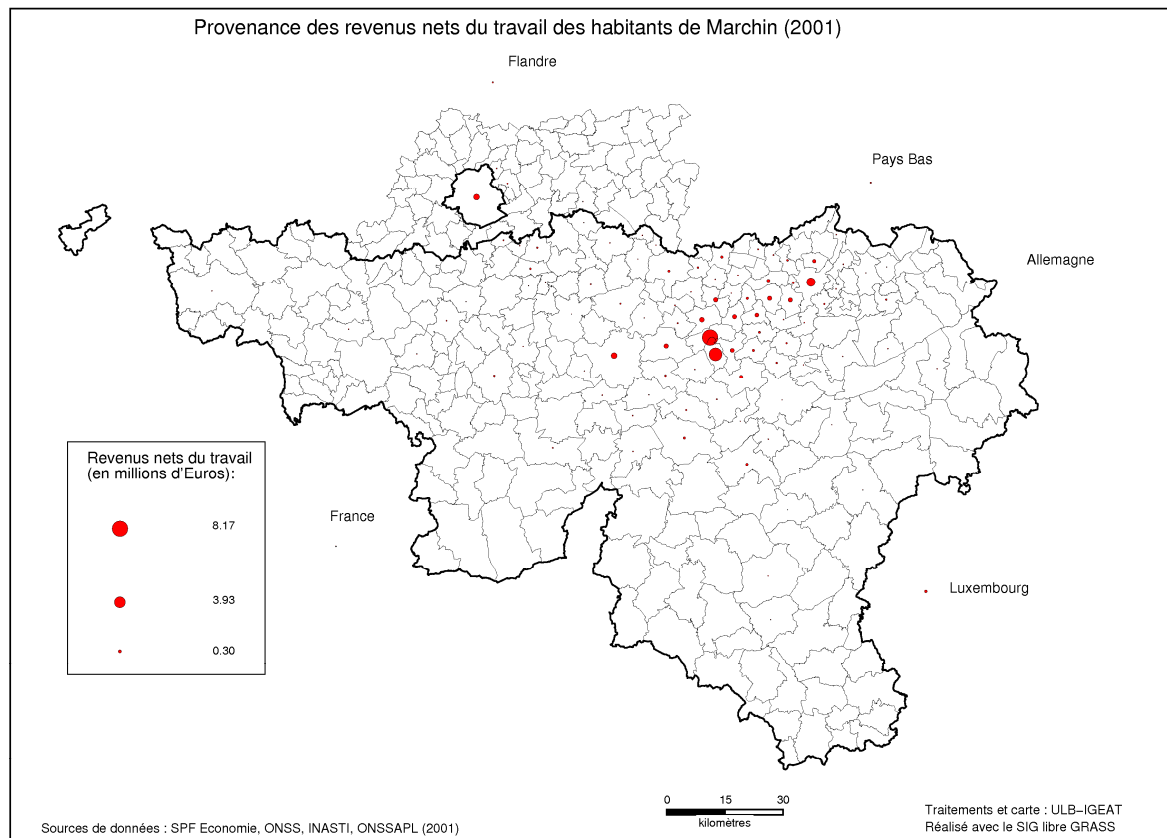 Provenance des revenus nets du travail des habitants de Marchin (2001)
Flandre
Pays Bas
Allemagne
Revenus nets du travail
(en millions d'Euros):
8.17
3.93
0.30
France
Luxembourg
0 15 30
kilomètres
Sources de données : SPF Economie, ONSS, INASTI, ONSSAPL (2001)
Traitements et carte : ULB–IGEAT
Réalisé avec le SIG libre GRASS